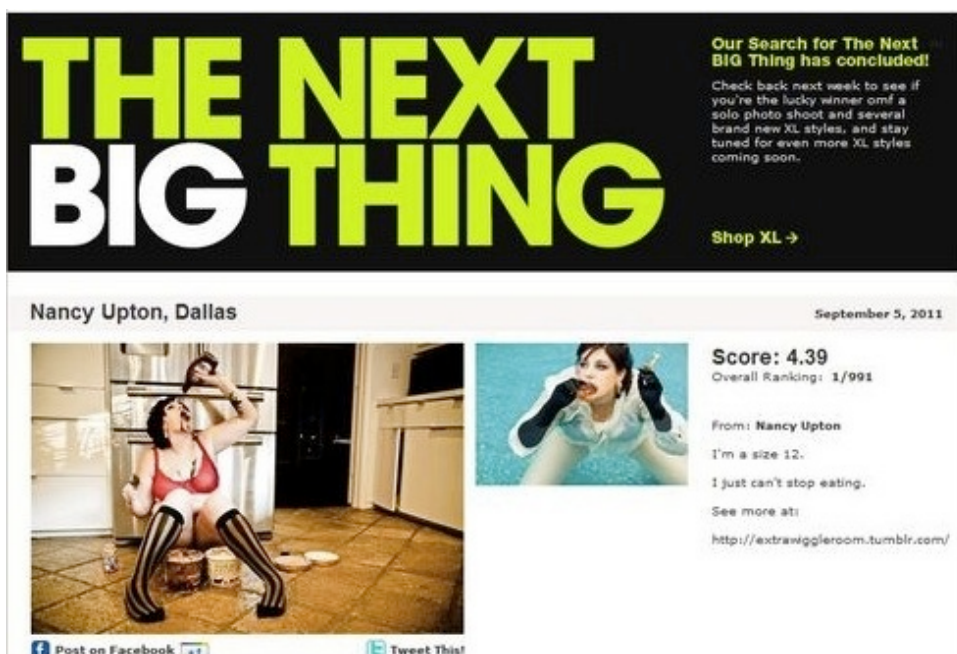 THE NEXT
BIG THING
Our Search for The Next
BIG Thing has concluded!
Check back next week to see if
you're the lucky winner omf a
solo photo shoot and several
brand new XL styles, and stay
tuned for even more XL styles
coming soon.
Shop XL →
Nancy Upton, Dallas
September 5, 2011
Score: 4.39
Overall Ranking: 1/991
From: Nancy Upton
I'm a size 12.
I just can't stop eating.
See more at:
http://extrawiggleroom.tumblr.com/
Post on Facebook
Tweet This!